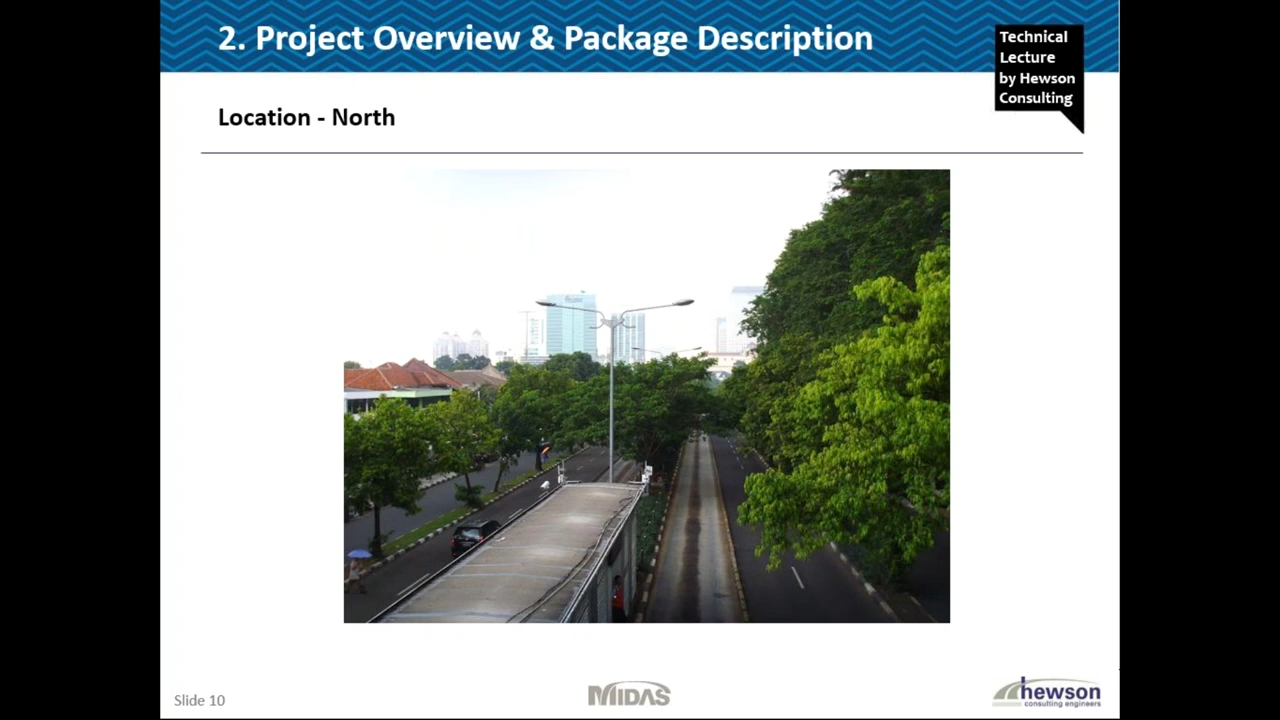 2. Project Overview & Package Description
Technical
Lecture
by Hewson
Consulting
Location - North
Slide 10
MIDAS
hewson
consulting engineers